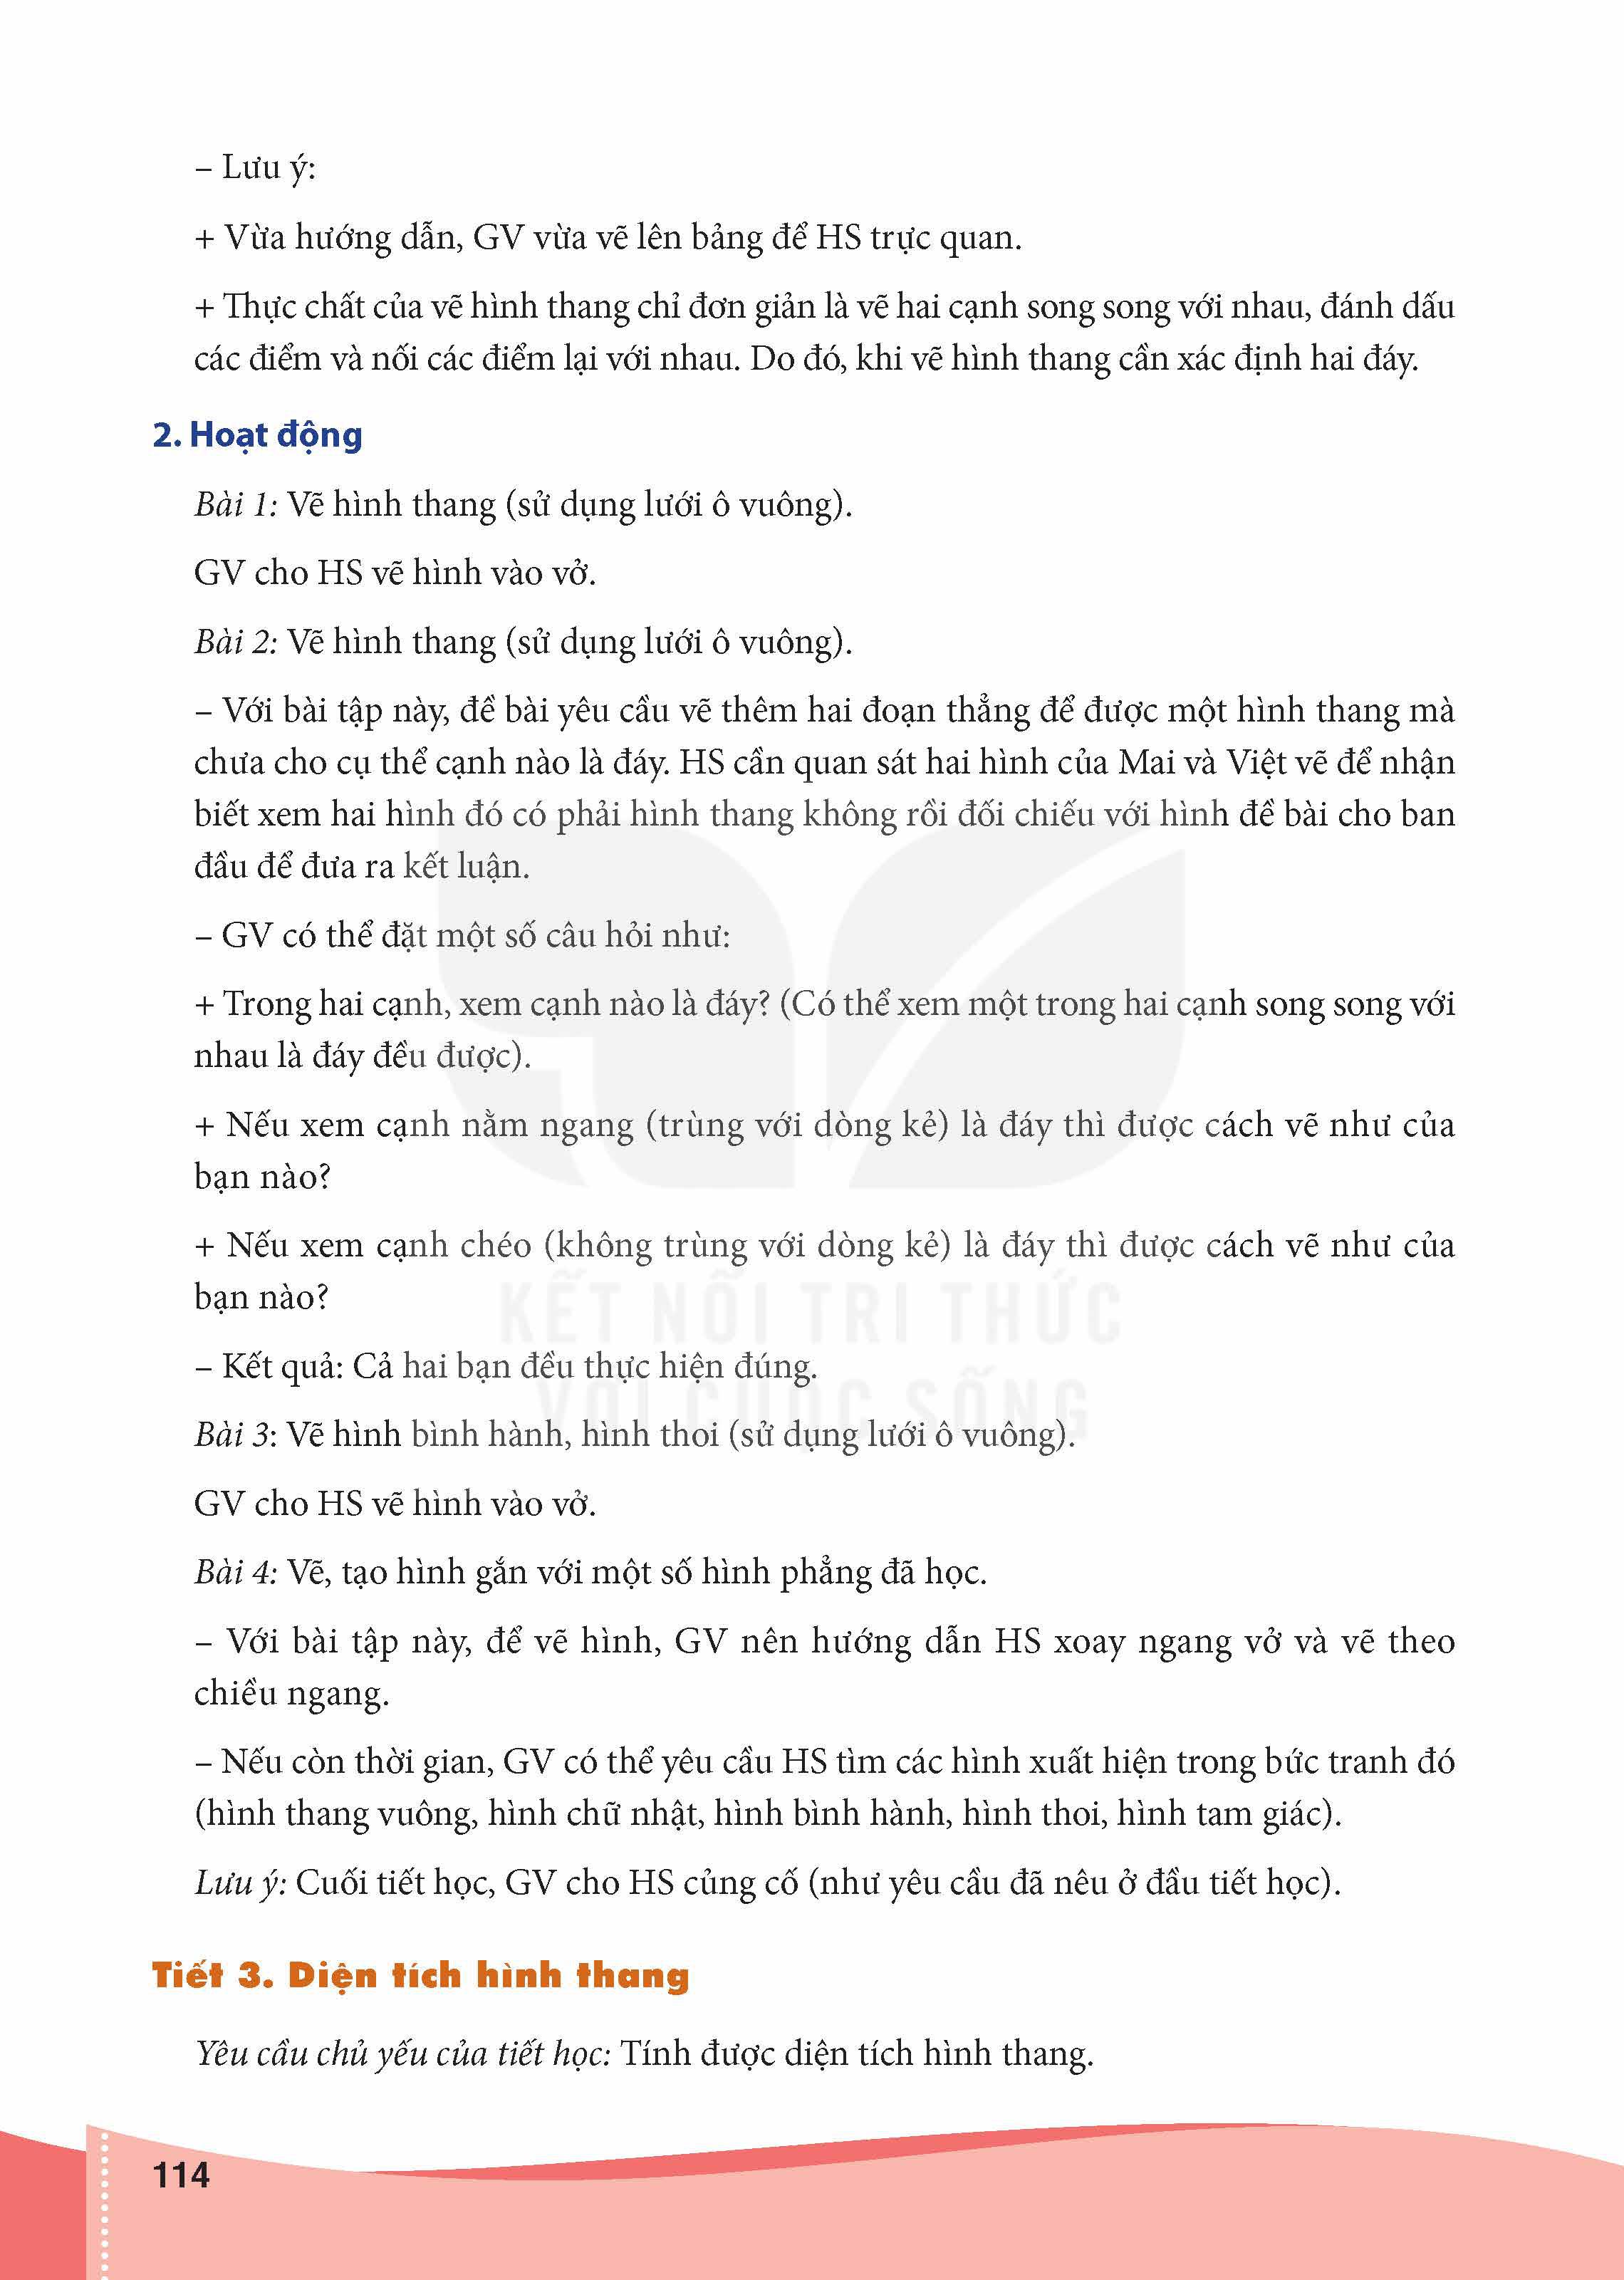 – Lưu ý:
+ Vừa hướng dẫn, GV vừa vẽ lên bảng để HS trực quan.
+ Thực chất của vẽ hình thang chỉ đơn giản là vẽ hai cạnh song song với nhau, đánh dấu
các điểm và nối các điểm lại với nhau. Do đó, khi vẽ hình thang cần xác định hai đáy.
2. Hoạt động
Bài 1: Vẽ hình thang (sử dụng lưới ô vuông).
GV cho HS vẽ hình vào vở.
Bài 2: Vẽ hình thang (sử dụng lưới ô vuông).
– Với bài tập này, đề bài yêu cầu vẽ thêm hai đoạn thẳng để được một hình thang mà
chưa cho cụ thể cạnh nào là đáy. HS cần quan sát hai hình của Mai và Việt vẽ để nhận
biết xem hai hình đó có phải hình thang không rồi đối chiếu với hình đề bài cho ban
đầu để đưa ra kết luận.
– GV có thể đặt một số câu hỏi như:
+ Trong hai cạnh, xem cạnh nào là đáy? (Có thể xem một trong hai cạnh song song với
nhau là đáy đều được).
+ Nếu xem cạnh nằm ngang (trùng với dòng kẻ) là đáy thì được cách vẽ như của
bạn nào?
+ Nếu xem cạnh chéo (không trùng với dòng kẻ) là đáy thì được cách vẽ như của
bạn nào?
KẾT NỐI TRI THỨC
– Kết quả: Cả hai bạn đều thực hiện đúng.
VỚI CUỘC SỐNG
Bài 3: Vẽ hình bình hành, hình thoi (sử dụng lưới ô vuông).
GV cho HS vẽ hình vào vở.
Bài 4: Vẽ, tạo hình gắn với một số hình phẳng đã học.
– Với bài tập này, để vẽ hình, GV nên hướng dẫn HS xoay ngang vở và vẽ theo
chiều ngang.
– Nếu còn thời gian, GV có thể yêu cầu HS tìm các hình xuất hiện trong bức tranh đó
(hình thang vuông, hình chữ nhật, hình bình hành, hình thoi, hình tam giác).
Lưu ý: Cuối tiết học, GV cho HS củng cố (như yêu cầu đã nêu ở đầu tiết học).
Tiết 3. Diện tích hình thang
Yêu cầu chủ yếu của tiết học: Tính được diện tích hình thang.
114